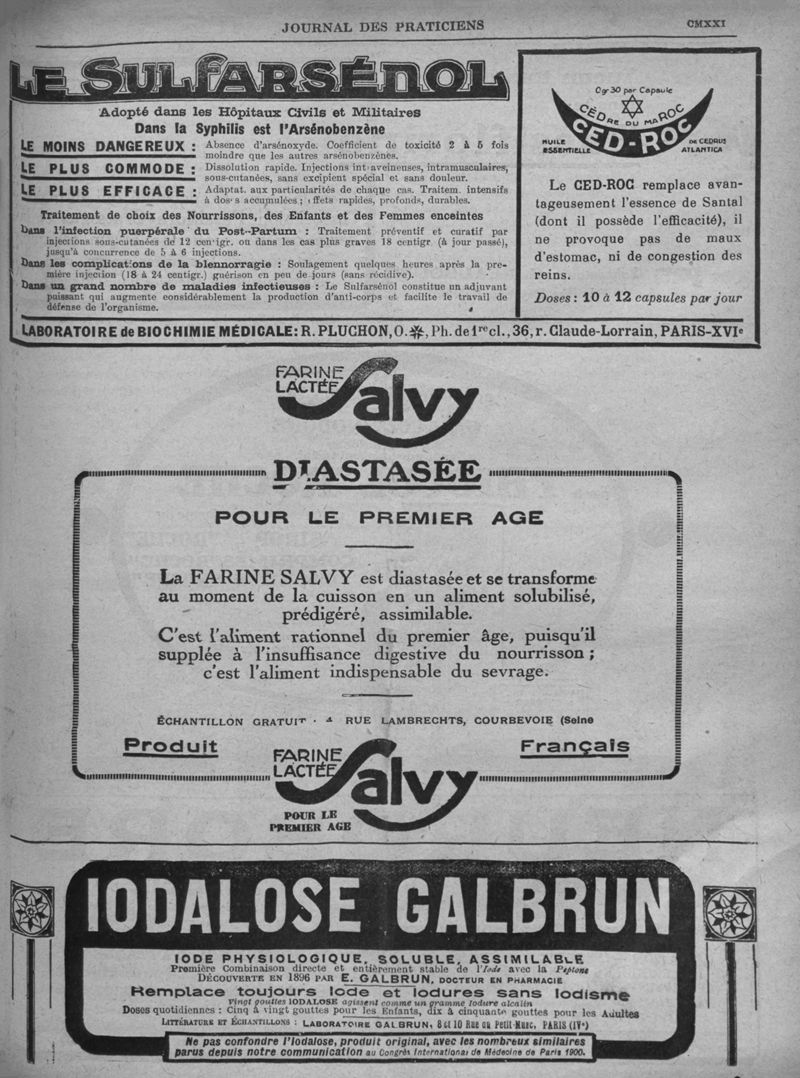 JOURNAL DES PRATICIENS
CMXXI
LE SULFARSÉNOL
Adopté dans les Hôpitaux Civils et Militaires
Dans la Syphilis est l'Arsénobenzène
LE MOINS DANGEREUX : Absence d'arsénoxyde. Coefficient de toxicité 2 à 5 fois
moindre que les autres arsénobenzènes.
LE PLUS COMMODE : Dissolution rapide. Injections intraveineuses, intramusculaires,
sous-cutanées, sans excipient spécial et sans douleur.
LE PLUS EFFICACE : Adaptat. aux particularités de chaque cas. Traitem. intensifs
à doses accumulées ; effets rapides, profonds, durables.
Traitement de choix des Nourrissons, des Enfants et des Femmes enceintes
Dans l'infection puerpérale du Post-Partum : Traitement préventif et curatif par
injections sous-cutanées de 12 centigr. ou dans les cas plus graves 18 centigr (à jour passé),
jusqu'à concurrence de 5 à 6 injections.
Dans les complications de la blennorragie : Soulagement quelques heures après la pre-
mière injection (18 à 24 centigr.) guérison en peu de jours (sans récidive).
Dans un grand nombre de maladies infectieuses : Le Sulfarsénol constitue un adjuvant
puissant qui augmente considérablement la production d'anti-corps et facilite le travail de
défense de l'organisme.
Cgr 30 par Capsule
CÈDRE DU MAROC
CED-ROC
HUILE ESSENTIELLE
DE CEDRUS ATLANTICA
Le CED-ROC remplace avan-
tageusement l'essence de Santal
(dont il possède l'efficacité), il
ne provoque pas de maux
d'estomac, ni de congestion des
reins.
Doses : 10 à 12 capsules par jour
LABORATOIRE de BIOCHIMIE MÉDICALE: R. PLUCHON, O. ✻, Ph. de 1re cl., 36, r. Claude-Lorrain, PARIS-XVIe
FARINE
LACTÉE
Salvy
DIASTASÉE
POUR LE PREMIER AGE
La FARINE SALVY est diastasée et se transforme
au moment de la cuisson en un aliment solubilisé,
prédigéré, assimilable.
C'est l'aliment rationnel du premier âge, puisqu'il
supplée à l'insuffisance digestive du nourrisson ;
c'est l'aliment indispensable du sevrage.
ÉCHANTILLON GRATUIT · 4 RUE LAMBRECHTS, COURBEVOIE (Seine
Produit
Français
FARINE
LACTÉE
Salvy
POUR LE
PREMIER AGE
IODALOSE GALBRUN
IODE PHYSIOLOGIQUE, SOLUBLE, ASSIMILABLE
Première Combinaison directe et entièrement stable de l'Iode avec la Peptone
DÉCOUVERTE EN 1896 PAR E. GALBRUN, DOCTEUR EN PHARMACIE
Remplace toujours Iode et Iodures sans Iodisme
Vingt gouttes IODALOSE agissent comme un gramme Iodure alcalin
Doses quotidiennes : Cinq à vingt gouttes pour les Enfants, dix à cinquante gouttes pour les Adultes
LITTÉRATURE ET ÉCHANTILLONS : LABORATOIRE GALBRUN, 8 et 10 Rue du Petit-Musc, PARIS (IVe)
Ne pas confondre l'Iodalose, produit original, avec les nombreux similaires
parus depuis notre communication au Congrès International de Médecine de Paris 1900.